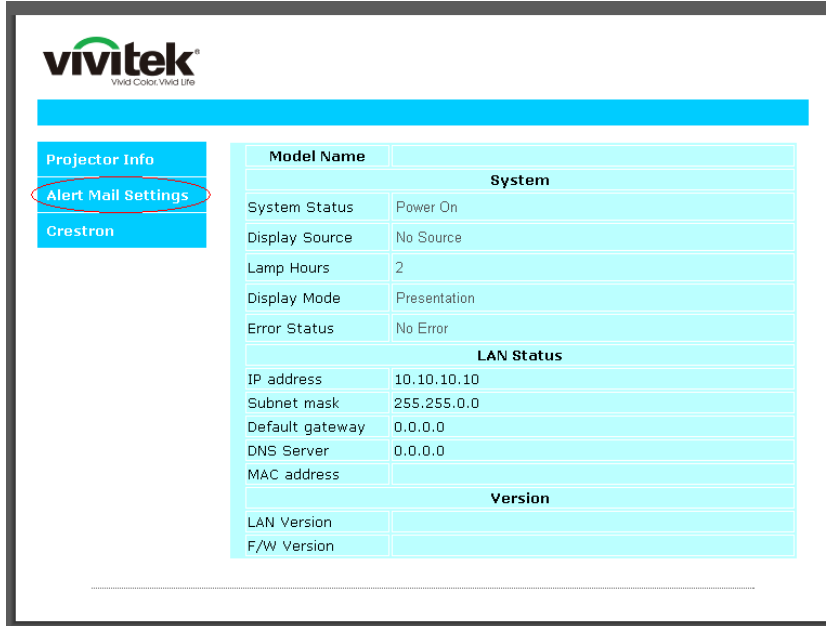 vivitek®
Vivid Color. Vivid Life
Projector Info
Alert Mail Settings
Crestron
Model Name
System
System Status Power On
Display Source No Source
Lamp Hours 2
Display Mode Presentation
Error Status No Error
LAN Status
IP address 10.10.10.10
Subnet mask 255.255.0.0
Default gateway 0.0.0.0
DNS Server 0.0.0.0
MAC address
Version
LAN Version
F/W Version